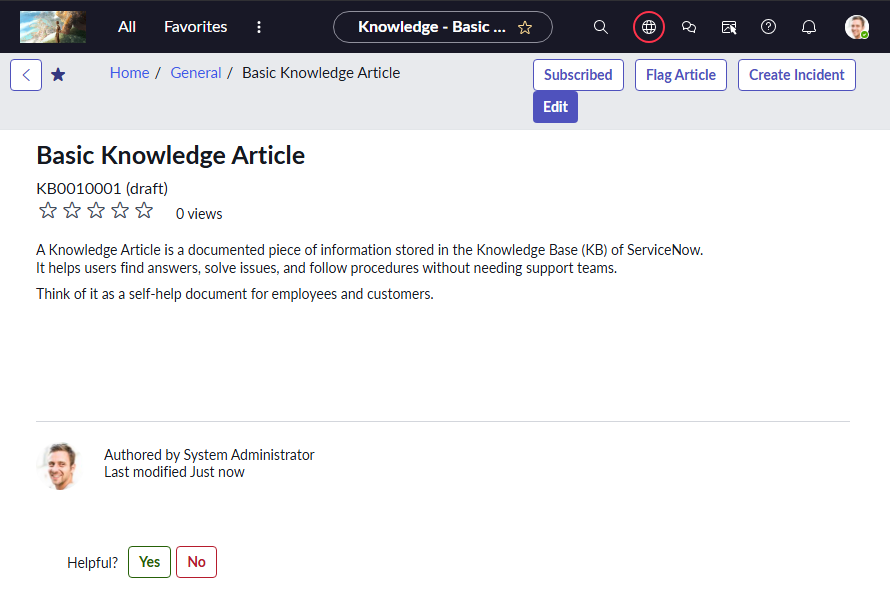 All Favorites Knowledge - Basic ...
Home / General / Basic Knowledge Article Subscribed Flag Article Create Incident
Edit
Basic Knowledge Article
KB0010001 (draft)
0 views
A Knowledge Article is a documented piece of information stored in the Knowledge Base (KB) of ServiceNow.
It helps users find answers, solve issues, and follow procedures without needing support teams.
Think of it as a self-help document for employees and customers.
Authored by System Administrator
Last modified Just now
Helpful? Yes No